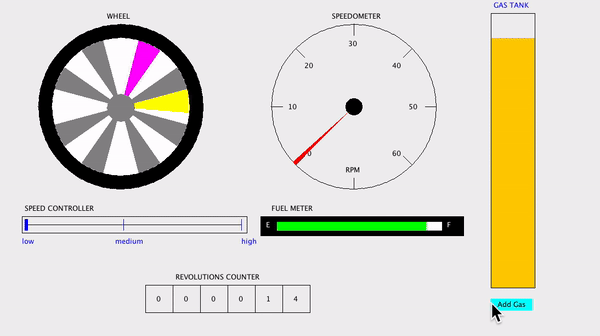 WHEEL
SPEEDOMETER
GAS TANK
30
20
40
10
50
0
60
RPM
SPEED CONTROLLER
FUEL METER
E
F
low
medium
high
REVOLUTIONS COUNTER
0 0 0 0 1 4
Add Gas